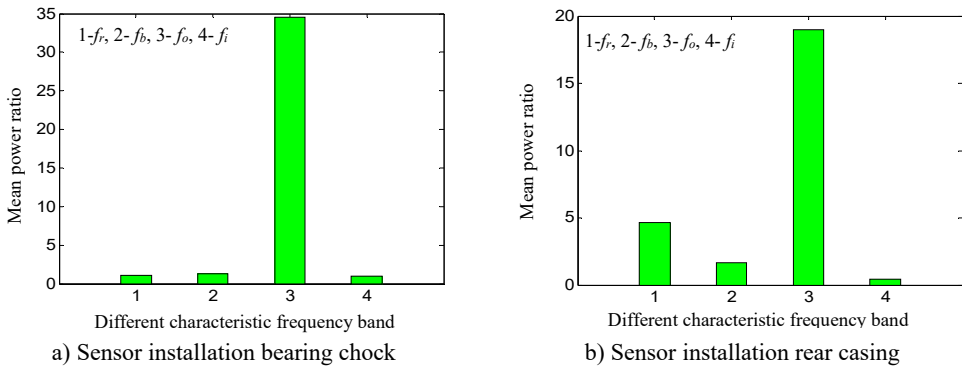 35
30
25
20
15
10
5
0
1-fr, 2- fb, 3- fo, 4- fi
Mean power ratio
1 2 3 4
Different characteristic frequency band
a) Sensor installation bearing chock
20
15
10
5
0
1-fr, 2- fb, 3- fo, 4- fi
Mean power ratio
1 2 3 4
Different characteristic frequency band
b) Sensor installation rear casing